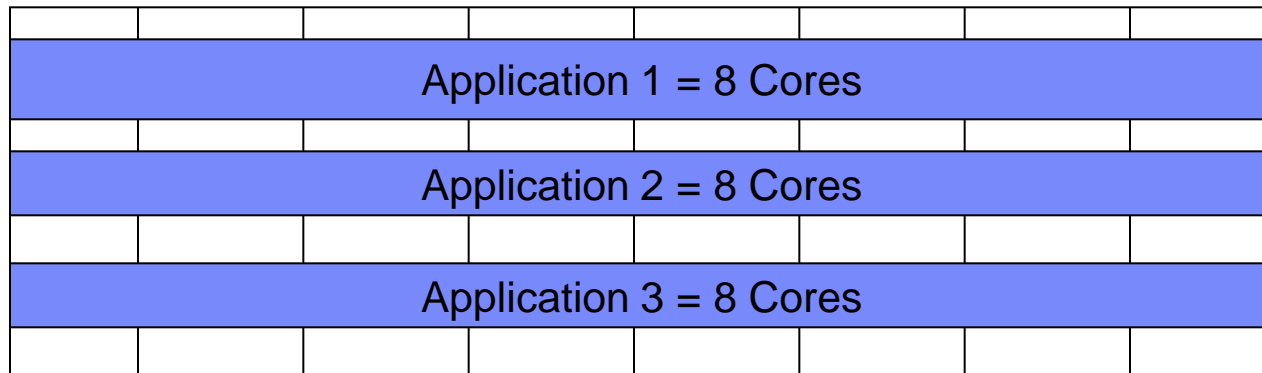 Application 1 = 8 Cores
Application 2 = 8 Cores
Application 3 = 8 Cores